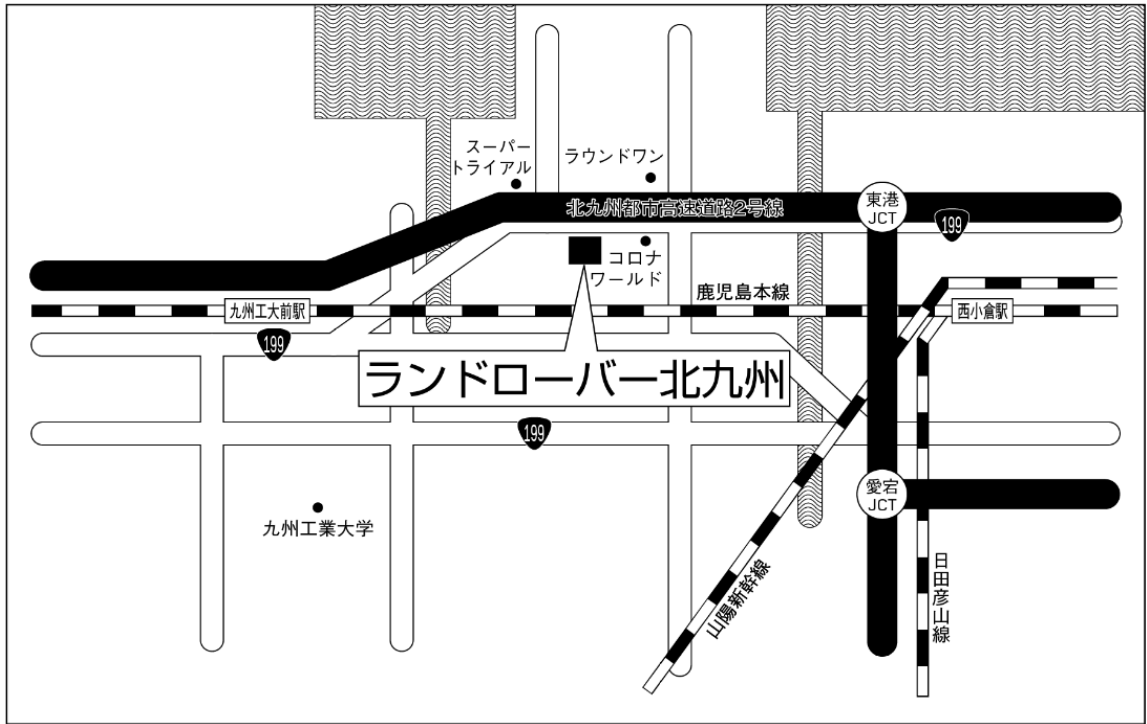 スーパー
トライアル
ラウンドワン
北九州都市高速道路2号線
東港
JCT
199
コロナ
ワールド
鹿児島本線
九州工大前駅
西小倉駅
199
ランドローバー北九州
199
愛宕
JCT
九州工業大学
山陽新幹線
日田彦山線